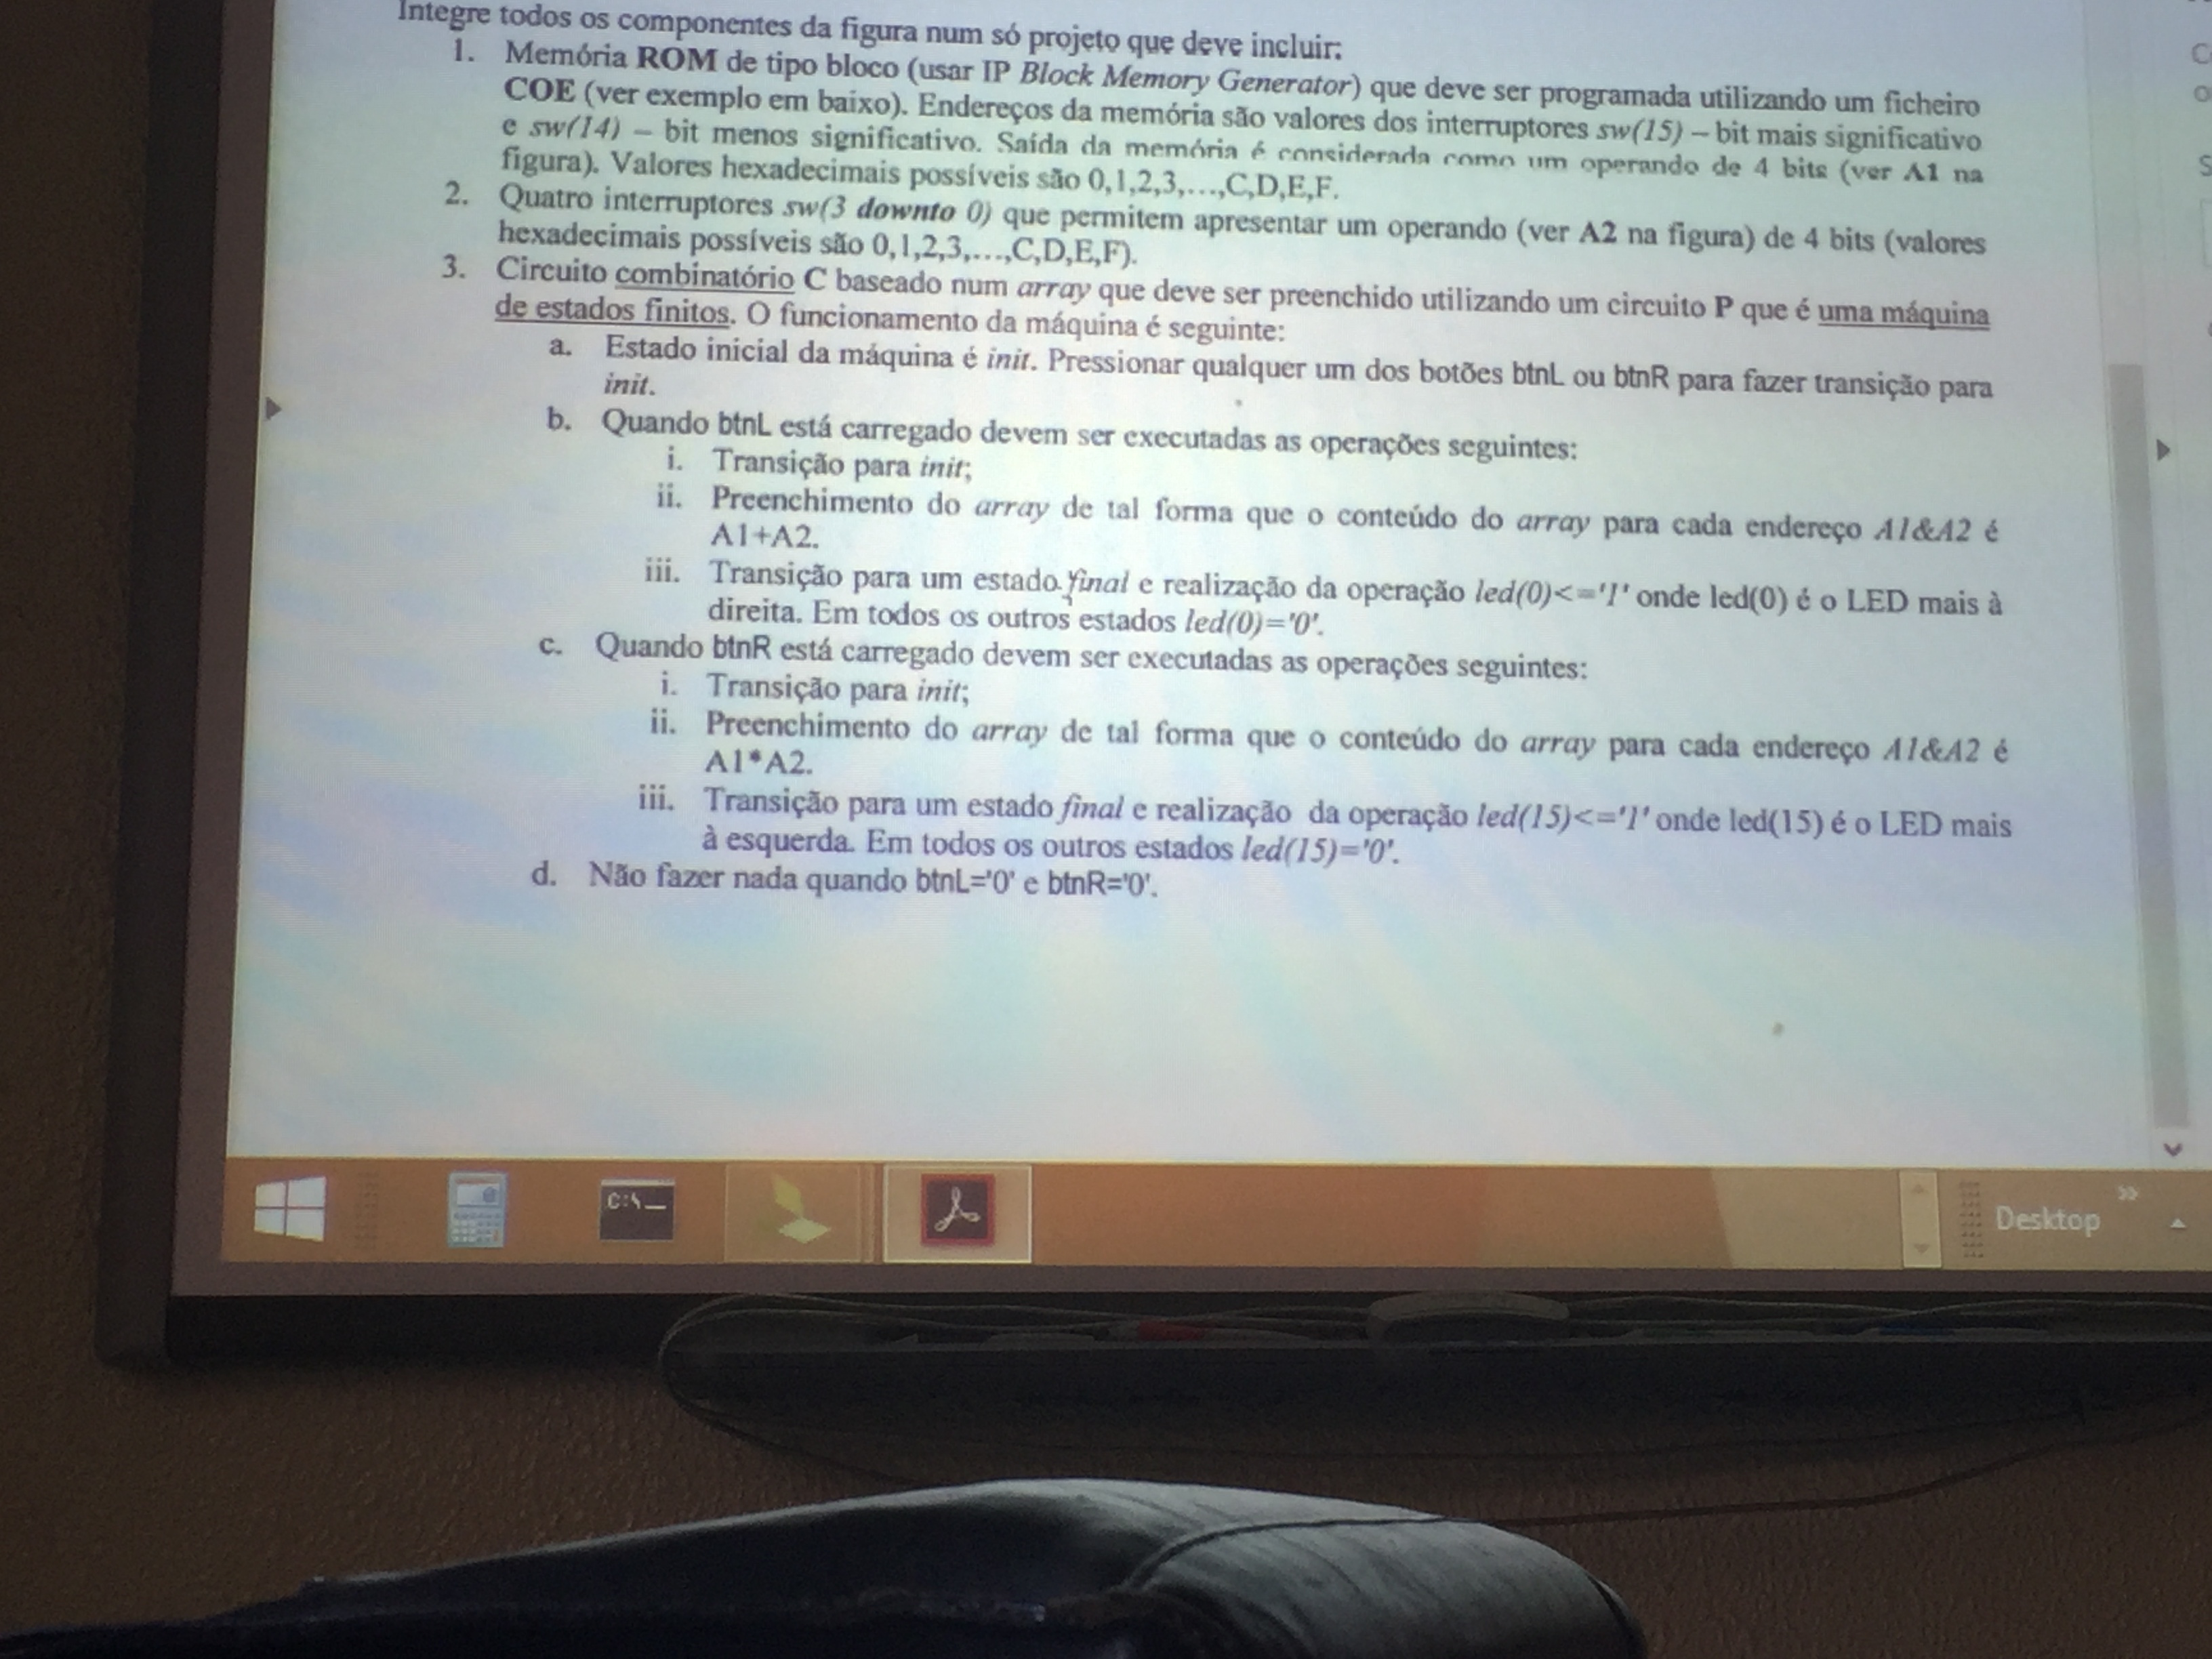 Integre todos os componentes da figura num só projeto que deve incluir:
1. Memória ROM de tipo bloco (usar IP Block Memory Generator) que deve ser programada utilizando um ficheiro
COE (ver exemplo em baixo). Endereços da memória são valores dos interruptores sw(15) – bit mais significativo
e sw(14) – bit menos significativo. Saída da memória é considerada como um operando de 4 bits (ver A1 na
figura). Valores hexadecimais possíveis são 0,1,2,3,…,C,D,E,F.
2. Quatro interruptores sw(3 downto 0) que permitem apresentar um operando (ver A2 na figura) de 4 bits (valores
hexadecimais possíveis são 0,1,2,3,…,C,D,E,F).
3. Circuito combinatório C baseado num array que deve ser preenchido utilizando um circuito P que é uma máquina
de estados finitos. O funcionamento da máquina é seguinte:
a. Estado inicial da máquina é init. Pressionar qualquer um dos botões btnL ou btnR para fazer transição para
init.
b. Quando btnL está carregado devem ser executadas as operações seguintes:
i. Transição para init;
ii. Preenchimento do array de tal forma que o conteúdo do array para cada endereço A1&A2 é
A1+A2.
iii. Transição para um estado final e realização da operação led(0)<='1' onde led(0) é o LED mais à
direita. Em todos os outros estados led(0)='0'.
c. Quando btnR está carregado devem ser executadas as operações seguintes:
i. Transição para init;
ii. Preenchimento do array de tal forma que o conteúdo do array para cada endereço A1&A2 é
A1*A2.
iii. Transição para um estado final e realização da operação led(15)<='1' onde led(15) é o LED mais
à esquerda. Em todos os outros estados led(15)='0'.
d. Não fazer nada quando btnL='0' e btnR='0'.
C:\_
Desktop